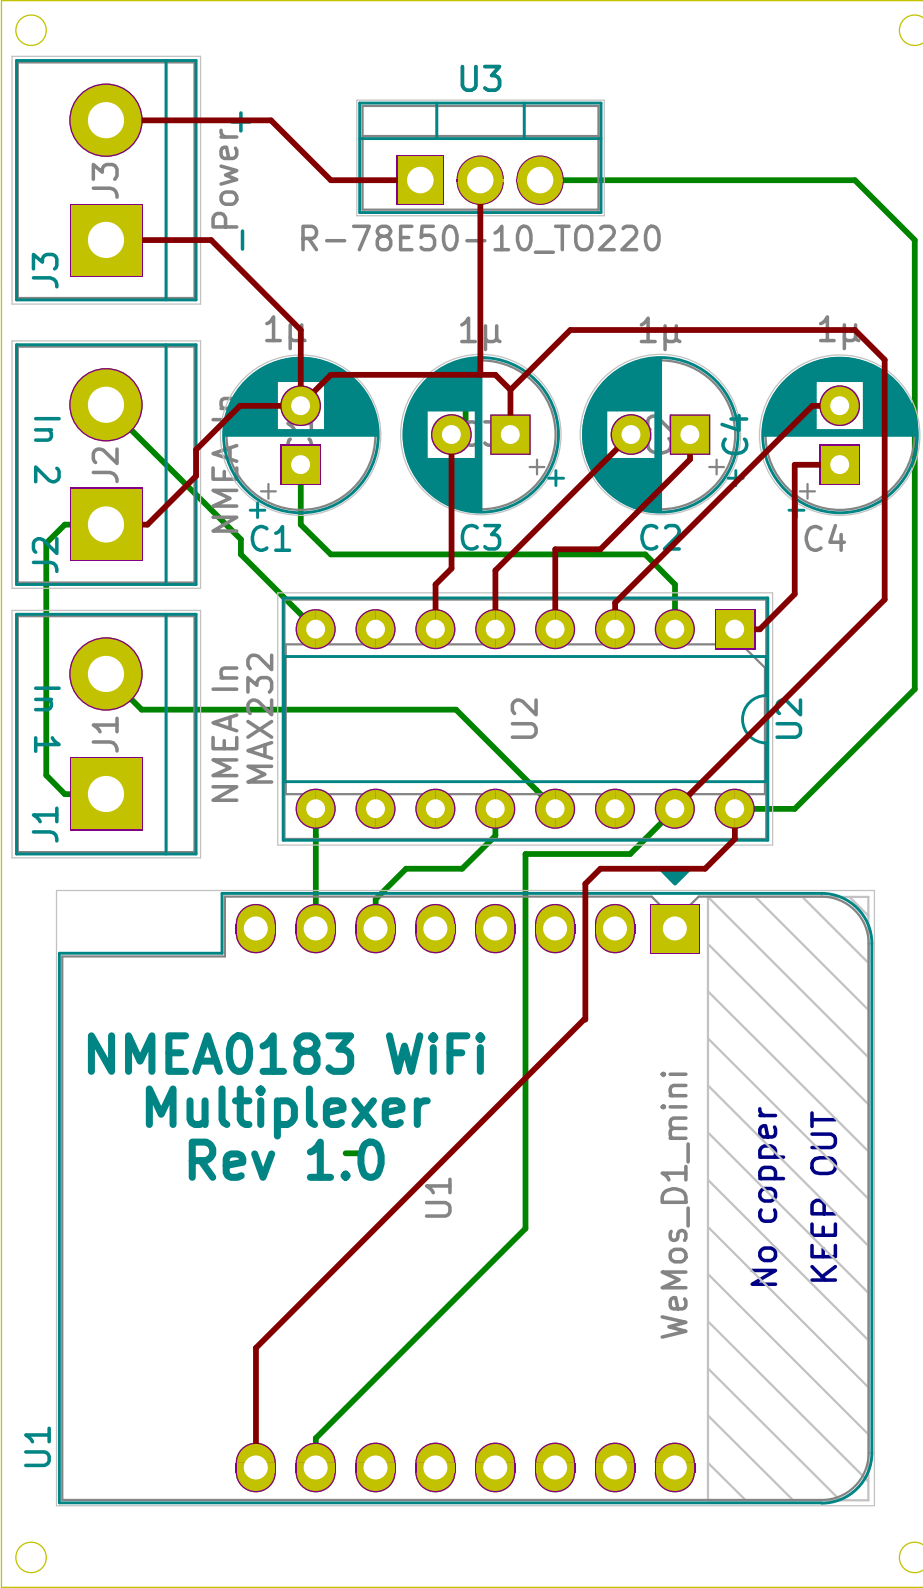 U3
J3
_Power_
+
-
J3
R-78E50-10_TO220
1µ
1µ
1µ
1µ
In 2
J2
J2
NMEA In
C1
C3
C2
C4
C4
+
+
+
+
+
+
+
In 1
J1
J1
NMEA In
MAX232
U2
U2
NMEA0183 WiFi
Multiplexer
Rev 1.0
U1
WeMos_D1_mini
No copper
KEEP OUT
U1